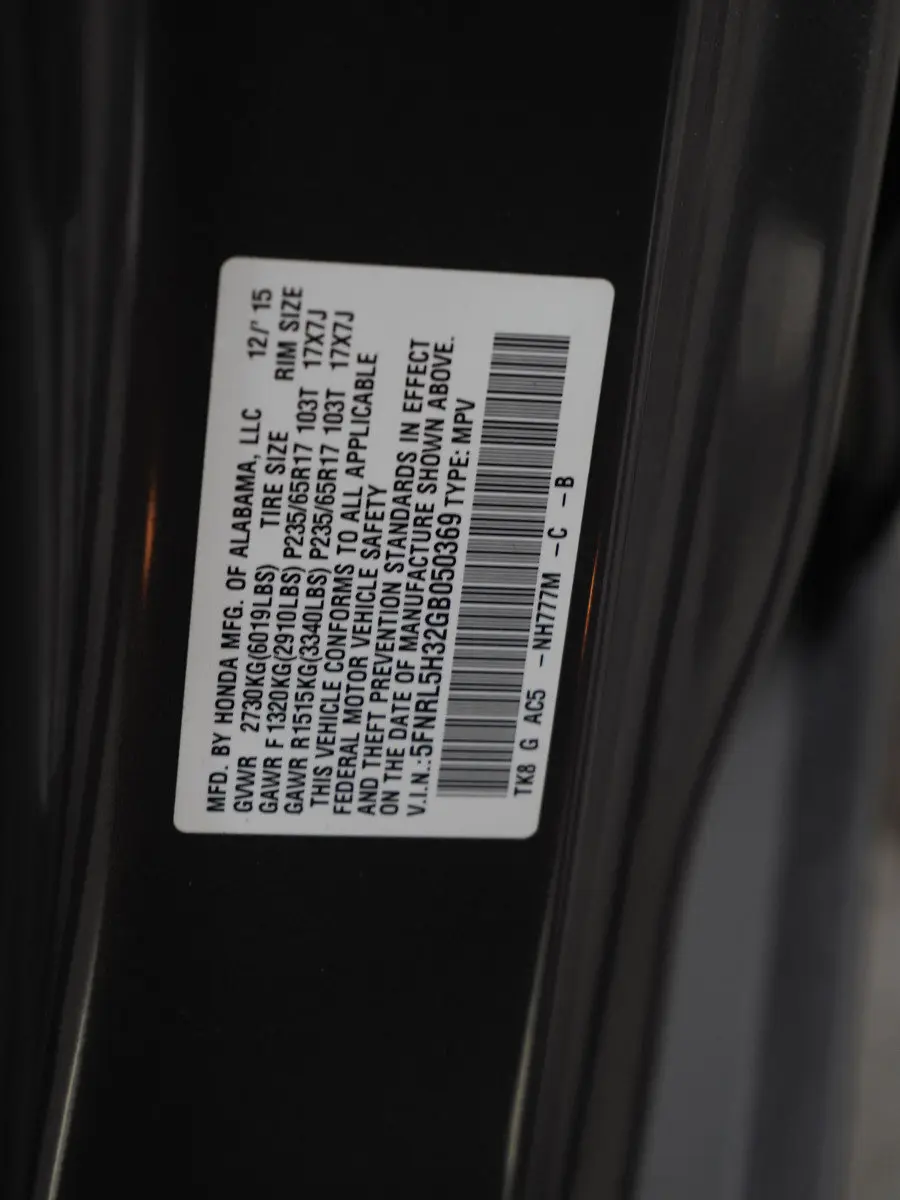 MFD. BY HONDA MFG. OF ALABAMA, LLC 12/' 15
GVWR 2730KG(6019LBS) TIRE SIZE RIM SIZE
GAWR F 1320KG(2910LBS) P235/65R17 103T 17X7J
GAWR R1515KG(3340LBS) P235/65R17 103T 17X7J
THIS VEHICLE CONFORMS TO ALL APPLICABLE
FEDERAL MOTOR VEHICLE SAFETY
AND THEFT PREVENTION STANDARDS IN EFFECT
ON THE DATE OF MANUFACTURE SHOWN ABOVE.
V.I.N.:5FNRL5H32GB050369 TYPE: MPV
TK8 G AC5 -NH777M -C -B